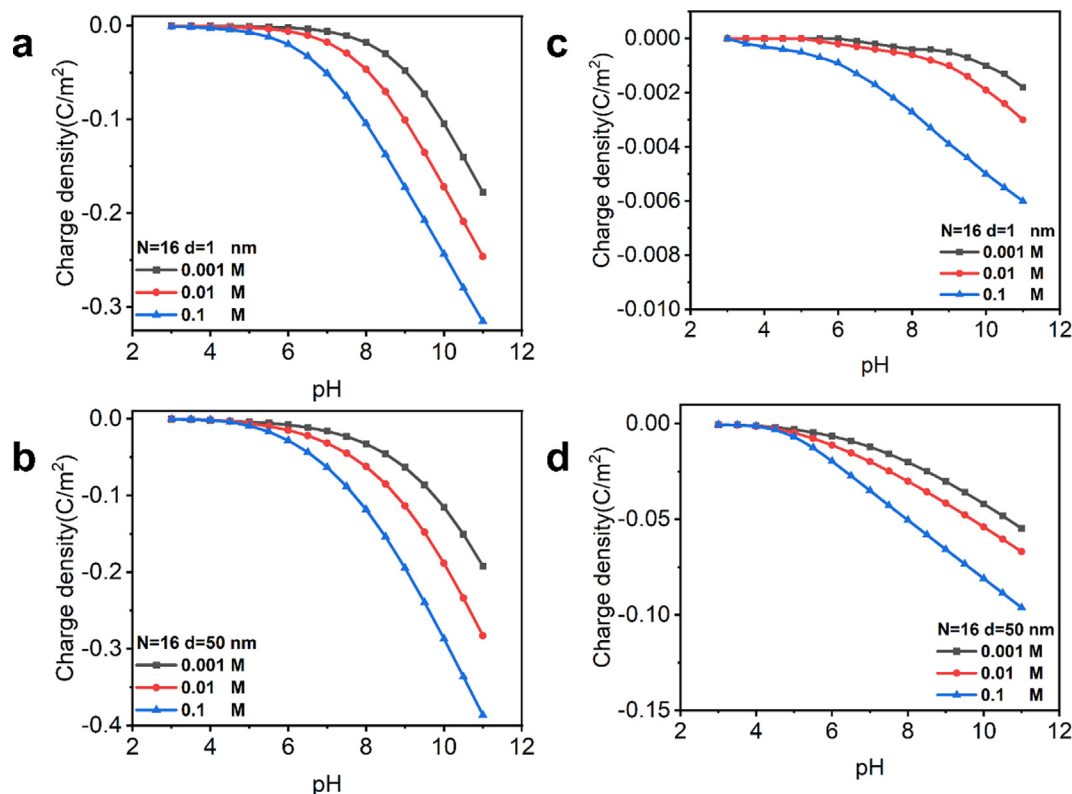 a
0.0
-0.1
-0.2
-0.3
Charge density(C/m²)
N=16 d=1 nm
0.001 M
0.01 M
0.1 M
2 4 6 8 10 12
pH
c
0.000
-0.002
-0.004
-0.006
-0.008
-0.010
Charge density(C/m²)
N=16 d=1 nm
0.001 M
0.01 M
0.1 M
2 4 6 8 10 12
pH
b
0.0
-0.1
-0.2
-0.3
-0.4
Charge density(C/m²)
N=16 d=50 nm
0.001 M
0.01 M
0.1 M
2 4 6 8 10 12
pH
d
0.00
-0.05
-0.10
-0.15
Charge density(C/m²)
N=16 d=50 nm
0.001 M
0.01 M
0.1 M
2 4 6 8 10 12
pH